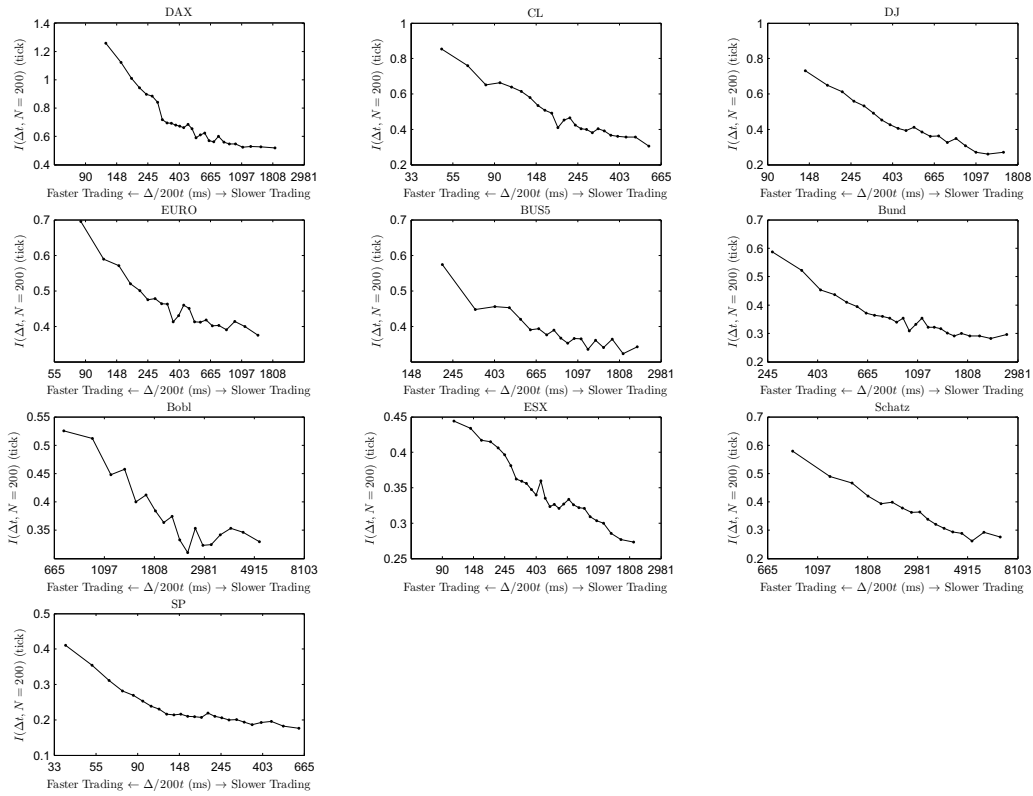 DAX
I(Δt, N = 200) (tick)
1.4
1.2
1
0.8
0.6
0.4
90 148 245 403 665 1097 1808 2981
Faster Trading ← Δ/200t (ms) → Slower Trading
CL
I(Δt, N = 200) (tick)
1
0.8
0.6
0.4
0.2
33 55 90 148 245 403 665
Faster Trading ← Δ/200t (ms) → Slower Trading
DJ
I(Δt, N = 200) (tick)
1
0.8
0.6
0.4
0.2
90 148 245 403 665 1097 1808
Faster Trading ← Δ/200t (ms) → Slower Trading
EURO
I(Δt, N = 200) (tick)
0.7
0.6
0.5
0.4
55 90 148 245 403 665 1097 1808
Faster Trading ← Δ/200t (ms) → Slower Trading
BUS5
I(Δt, N = 200) (tick)
0.7
0.6
0.5
0.4
148 245 403 665 1097 1808 2981
Faster Trading ← Δ/200t (ms) → Slower Trading
Bund
I(Δt, N = 200) (tick)
0.7
0.6
0.5
0.4
0.3
0.2
245 403 665 1097 1808 2981
Faster Trading ← Δ/200t (ms) → Slower Trading
Bobl
I(Δt, N = 200) (tick)
0.55
0.5
0.45
0.4
0.35
665 1097 1808 2981 4915 8103
Faster Trading ← Δ/200t (ms) → Slower Trading
ESX
I(Δt, N = 200) (tick)
0.45
0.4
0.35
0.3
0.25
90 148 245 403 665 1097 1808
Faster Trading ← Δ/200t (ms) → Slower Trading
Schatz
I(Δt, N = 200) (tick)
0.7
0.6
0.5
0.4
0.3
0.2
665 1097 1808 2981 4915 8103
Faster Trading ← Δ/200t (ms) → Slower Trading
SP
I(Δt, N = 200) (tick)
0.5
0.4
0.3
0.2
0.1
33 55 90 148 245 403 665
Faster Trading ← Δ/200t (ms) → Slower Trading